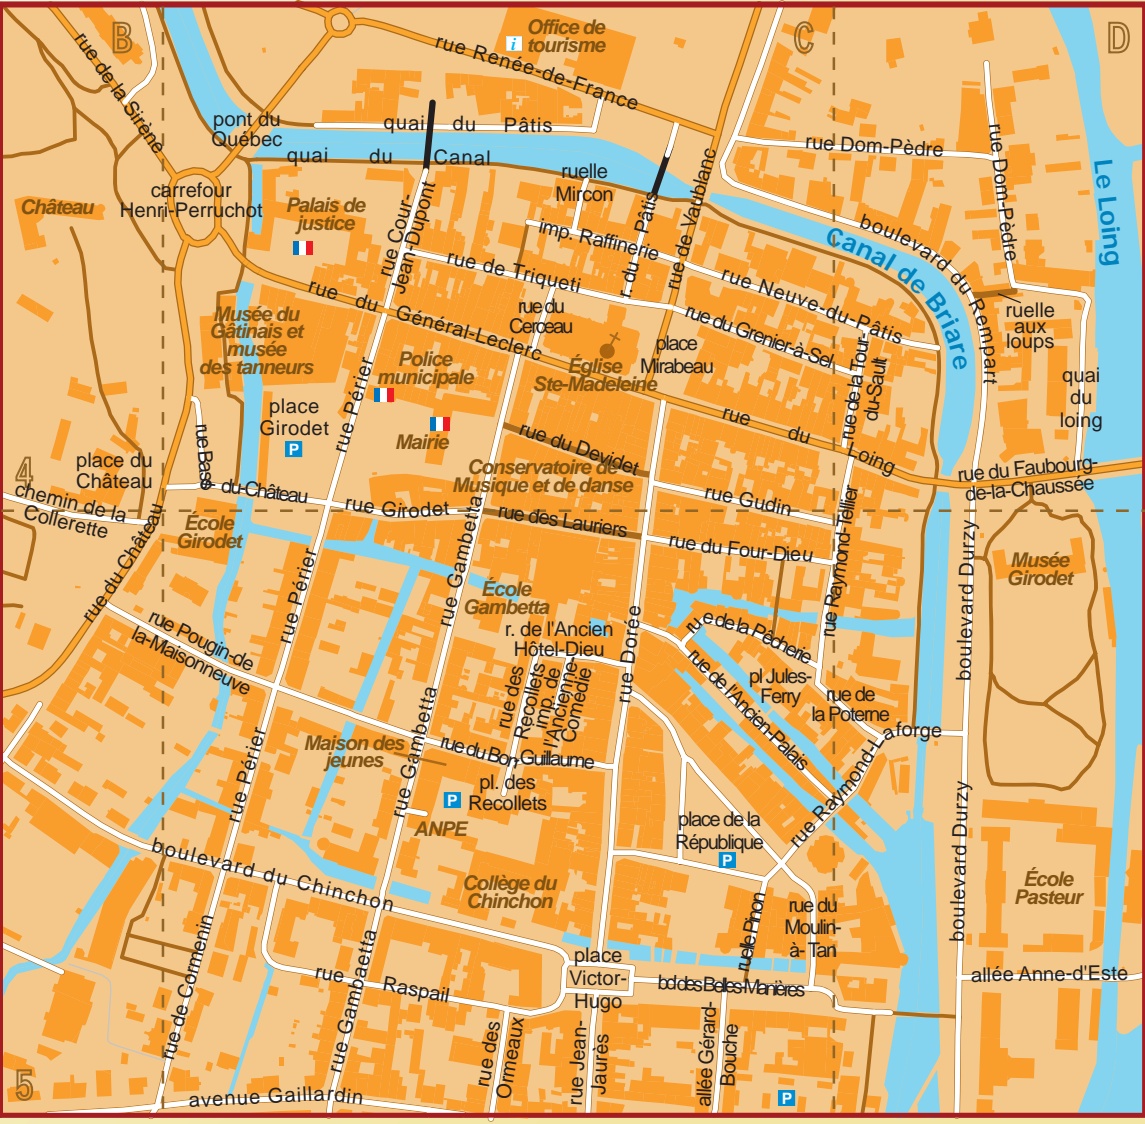 B
C
D
rue de la Sirène
Office de
tourisme
i
rue Renée-de-France
pont du
Québec
quai du Pâtis
quai du Canal
rue Dom-Pèdre
rue Dom-Pèdre
Le Loing
carrefour
Henri-Perruchot
Château
Palais de
justice
rue Cour-
Jean-Dupont
ruelle
Mircon
imp. Raffinerie
r. du Pâtis
rue de Vaublanc
boulevard du Rempart
Canal de Briare
rue de Triqueti
rue du Général-Leclerc
rue Neuve-du-Pâtis
rue du Grenier-à-Sel
ruelle
aux
loups
Musée du
Gâtinais et
musée
des tanneurs
rue du
Cerceau
Police
municipale
Église
Ste-Madeleine
place
Mirabeau
rue de la Tour-
du-Sault
quai
du
loing
place
Girodet
P
rue Périer
Mairie
rue du Loing
rue du Devidet
Conservatoire de
Musique et de danse
rue Basse
du-Château
place du
Château
4
chemin de la
Collerette
rue Girodet
rue des Lauriers
rue Gudin
rue du Faubourg-
de-la-Chaussée
École
Girodet
rue du Château
rue Périer
rue Gambetta
rue du Four-Dieu
rue Raymond-Tellier
boulevard Durzy
Musée
Girodet
École
Gambetta
rue Pougin-de
la-Maisonneuve
r. de l'Ancien
Hôtel-Dieu
rue Dorée
rue de la Pêcherie
rue de l'Ancien-Palais
pl Jules-
Ferry
rue de
la Poterne
rue des
Recollets
imp. de
l'Ancienne-
Comédie
rue Raymond-Laforge
Maison des
jeunes
rue Gambetta
rue du Bon-Guillaume
pl. des
Recollets
P
rue Périer
ANPE
place de la
République
P
boulevard Durzy
boulevard du Chinchon
Collège du
Chinchon
École
Pasteur
ruelle Pinon
rue du
Moulin-
à-Tan
rue de Cormenin
rue Raspail
rue Gambaetta
place
Victor-
Hugo
bd des Belles Manières
allée Anne-d'Este
rue des
Ormeaux
rue Jean-
Jaurès
allée Gérard-
Bouche
P
5
avenue Gaillardin